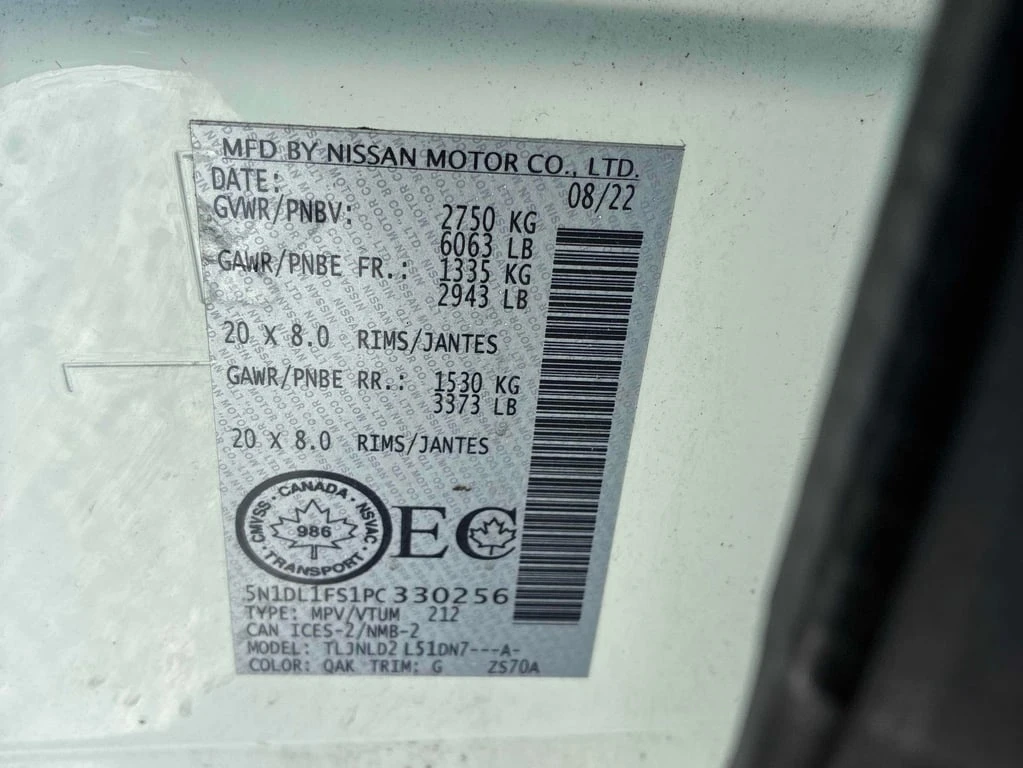 MFD BY NISSAN MOTOR CO., LTD.
DATE: 08/22
GVWR/PNBV: 2750 KG
6063 LB
GAWR/PNBE FR.: 1335 KG
2943 LB
20 X 8.0 RIMS/JANTES
GAWR/PNBE RR.: 1530 KG
3373 LB
20 X 8.0 RIMS/JANTES
CANADA
CMVSS · NSVAC
986
TRANSPORT
EC
5N1DL1FS1PC330256
TYPE: MPV/VTUM 212
CAN ICES-2/NMB-2
MODEL: TLJNLD2 L51DN7---A-
COLOR: QAK TRIM: G ZS70A